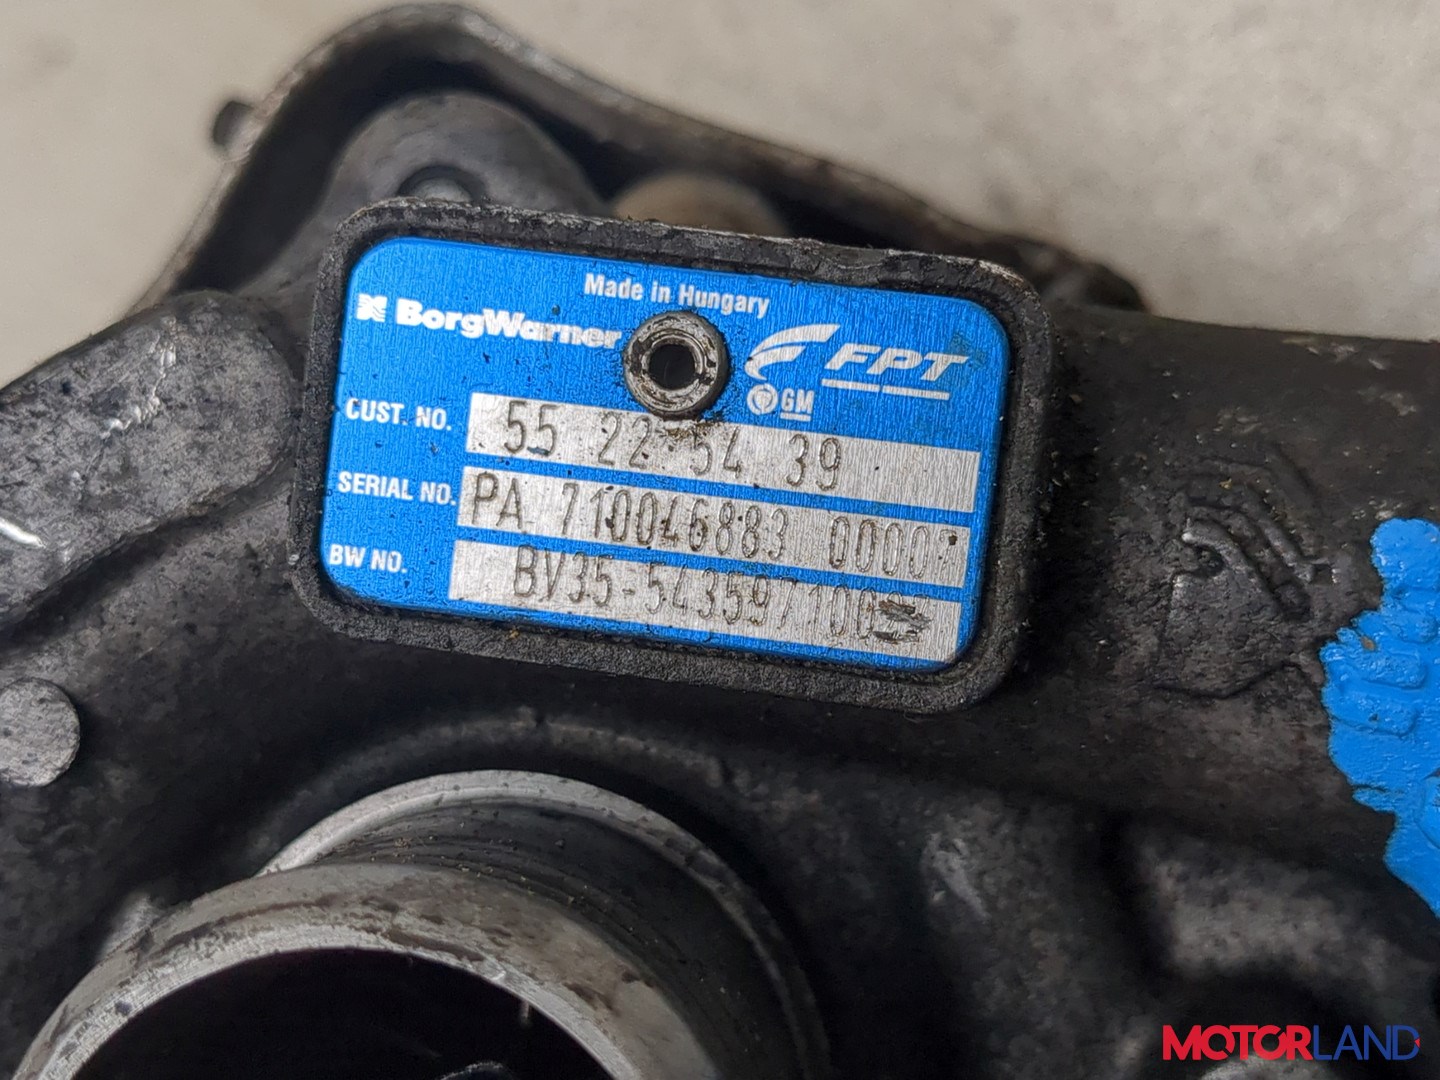 Made in Hungary
BorgWarner
FPT
GM
CUST. NO. 55 22 54 39
SERIAL NO. PA 710046883
BW NO.
MOTORLAND